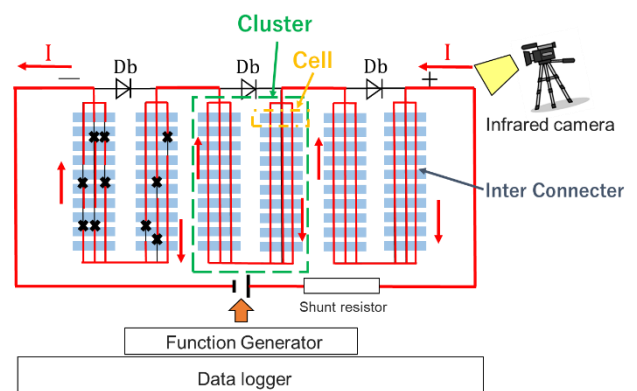 Cluster
I
Db
Db
Cell
Db
I
−
+
Infrared camera
Inter Connecter
Shunt resistor
Function Generator
Data logger